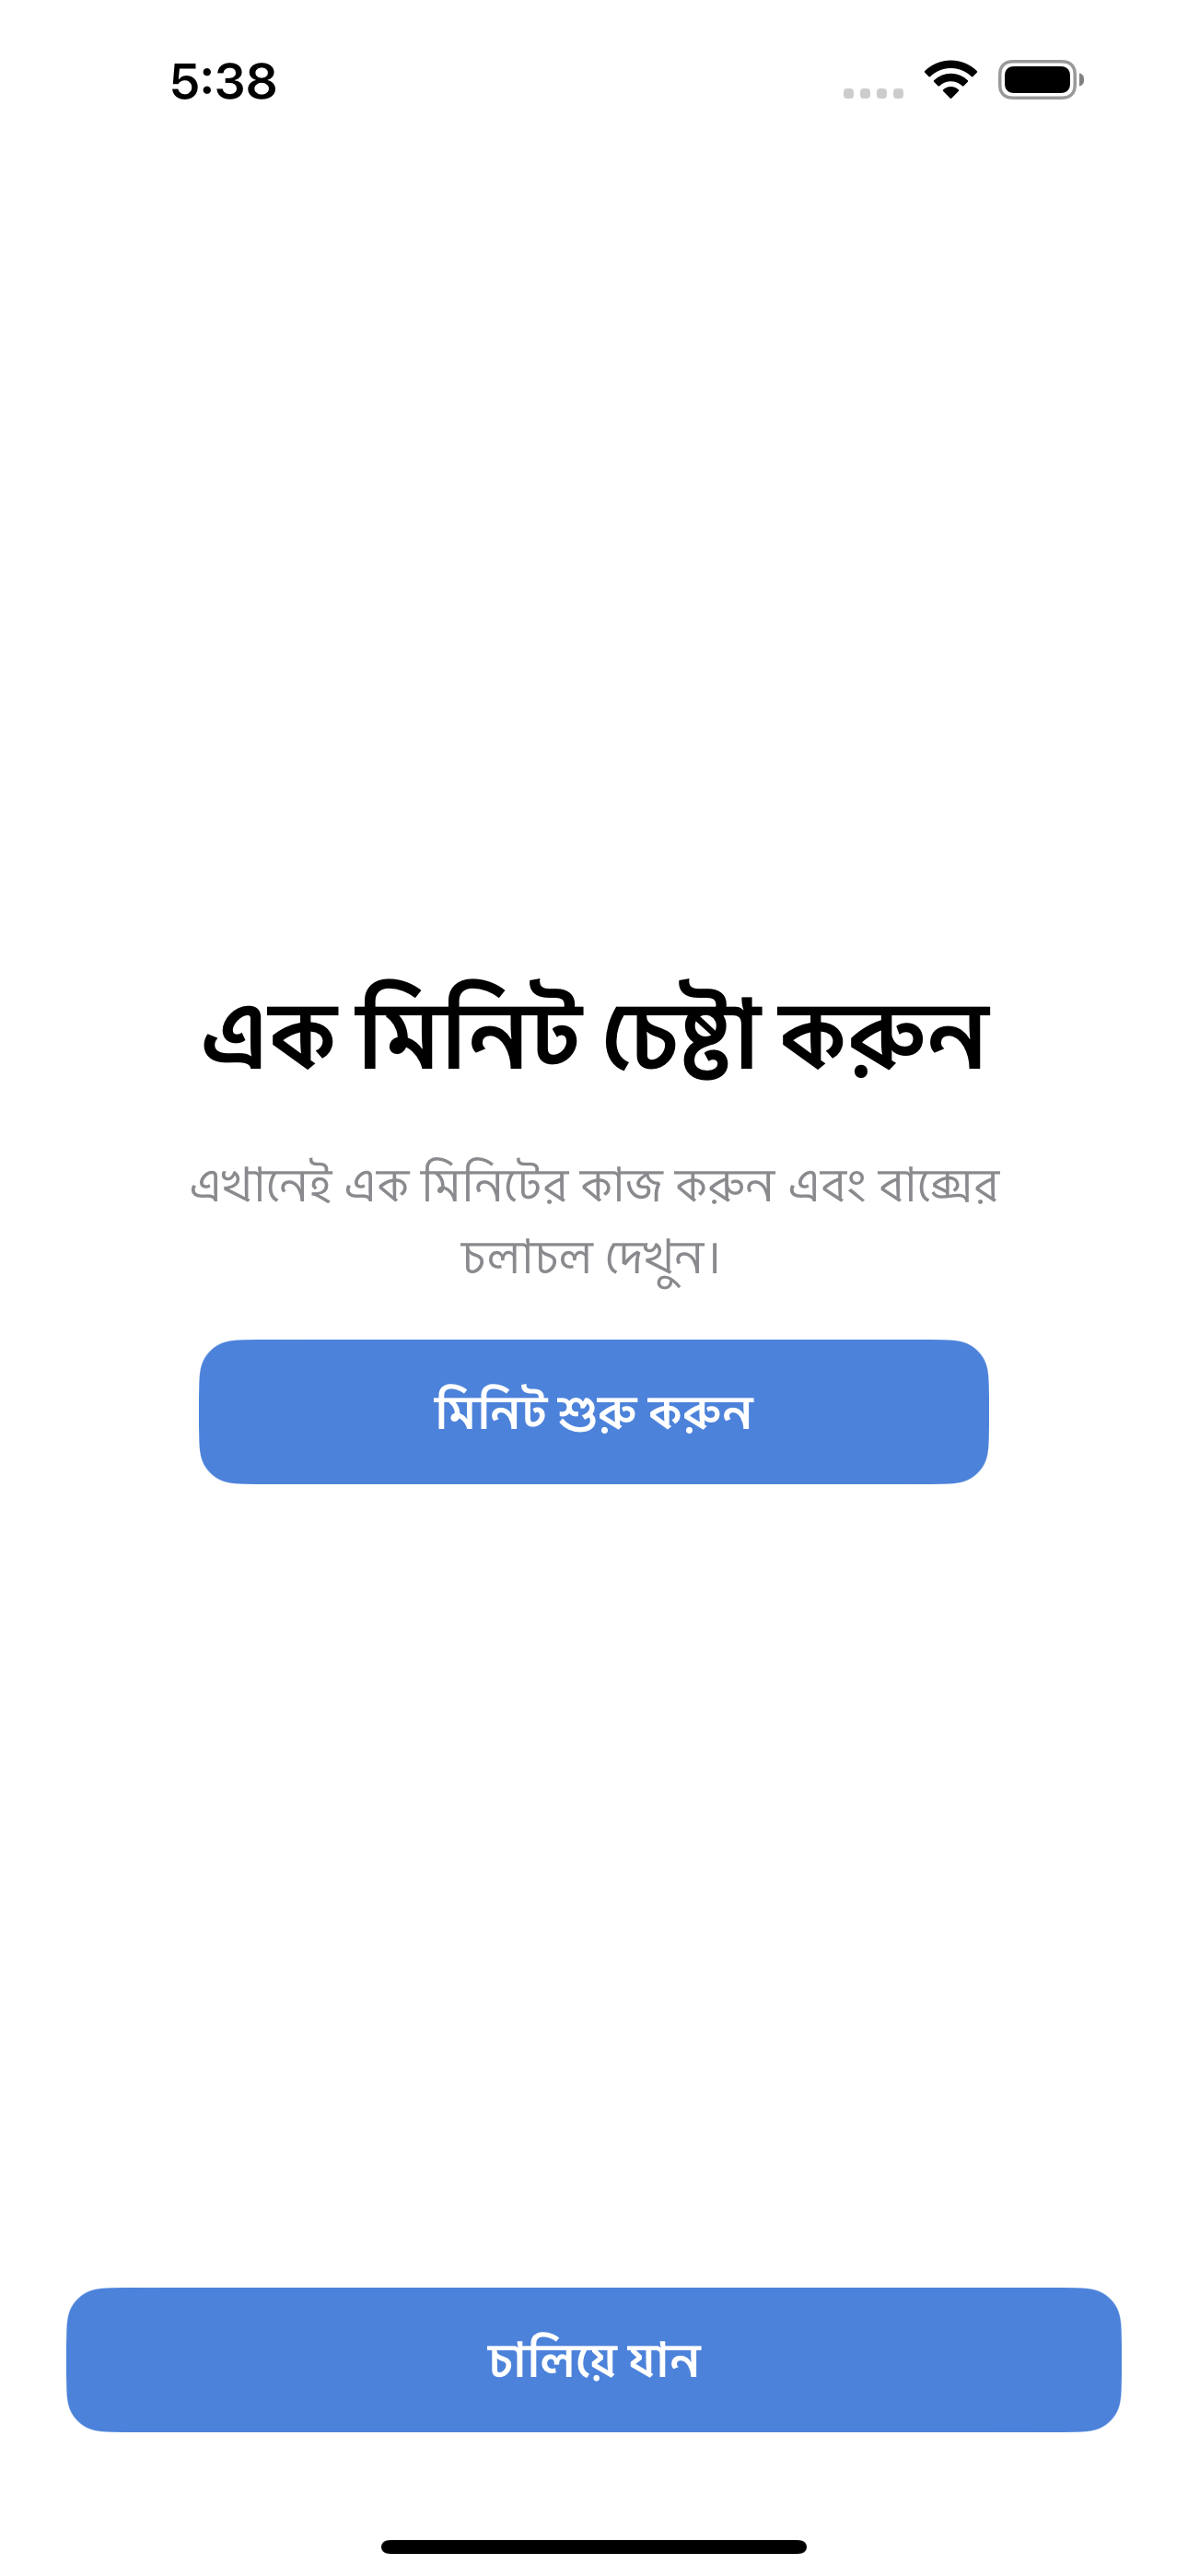 5:38
এক মিনিট চেষ্টা করুন
এখানেই এক মিনিটের কাজ করুন এবং বাক্সের
চলাচল দেখুন।
মিনিট শুরু করুন
চালিয়ে যান